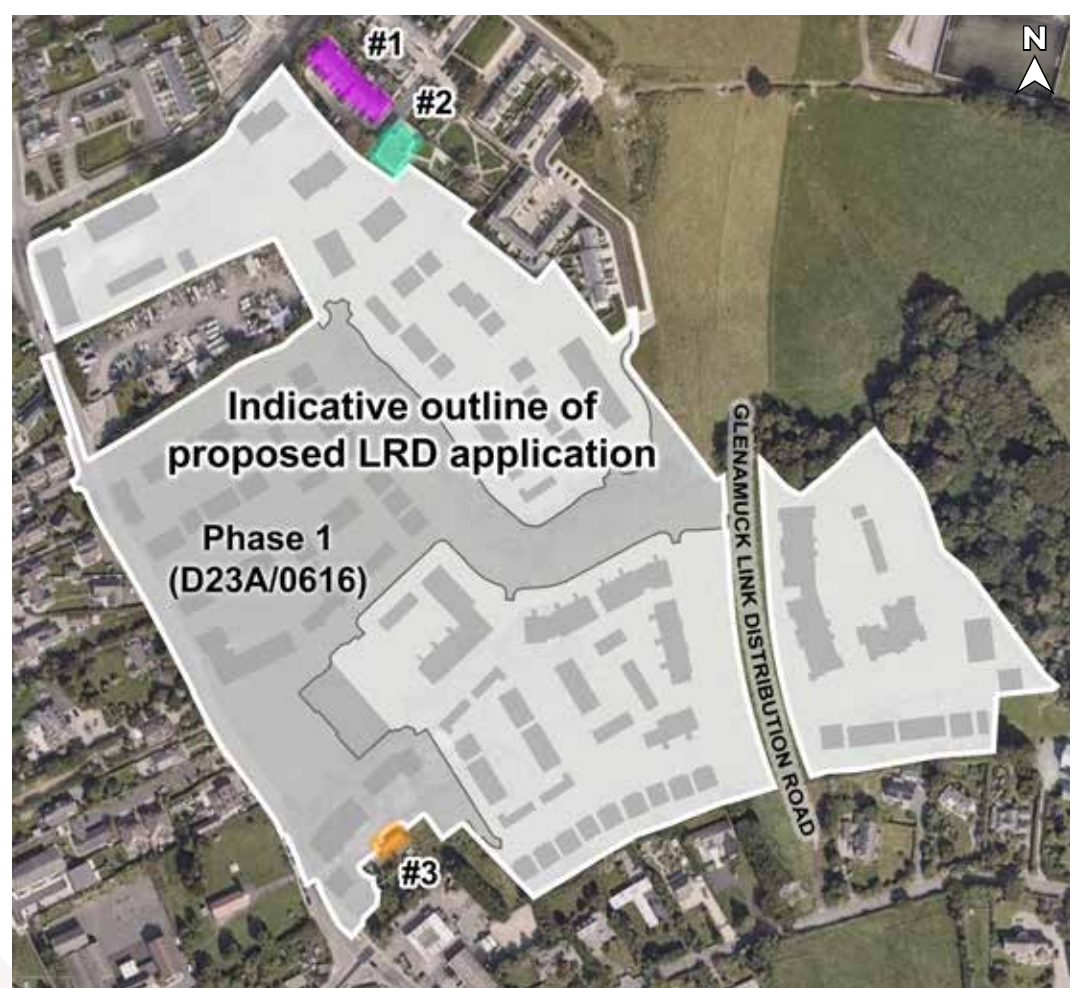 N
#1
#2
Indicative outline of
proposed LRD application
Phase 1
(D23A/0616)
GLENAMUCK LINK DISTRIBUTION ROAD
#3